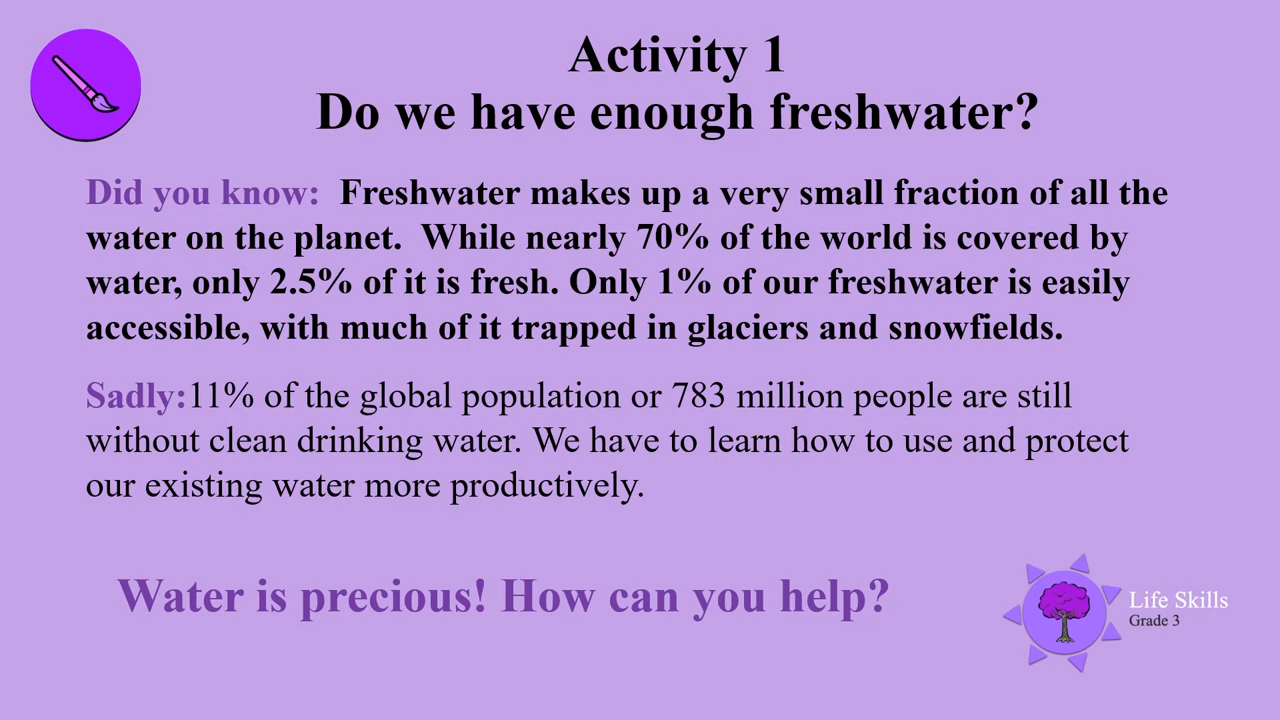 Activity 1
Do we have enough freshwater?
Did you know:  Freshwater makes up a very small fraction of all the
water on the planet.  While nearly 70% of the world is covered by
water, only 2.5% of it is fresh. Only 1% of our freshwater is easily
accessible, with much of it trapped in glaciers and snowfields.
Sadly:11% of the global population or 783 million people are still
without clean drinking water. We have to learn how to use and protect
our existing water more productively.
Water is precious! How can you help?
Life Skills
Grade 3